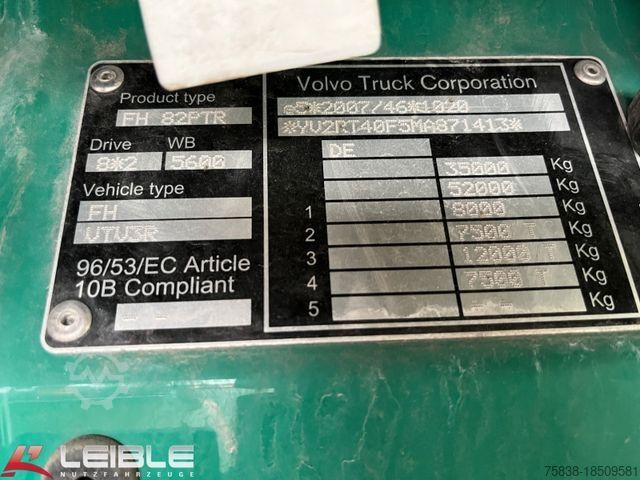 Volvo Truck Corporation
Product type
FH 82PTR
Drive WB
8*2 5600
Vehicle type
FH
VTV3R
96/53/EC Article
10B Compliant
- -
e5*2007/46*1020
*YV2RT40F5MA871413*
DE
35000 Kg
52000 Kg
1 8000 Kg
2 7500 T Kg
3 12000 T Kg
4 7500 T Kg
5 - - Kg
LEIBLE
NUTZFAHRZEUGE
75838-18509581